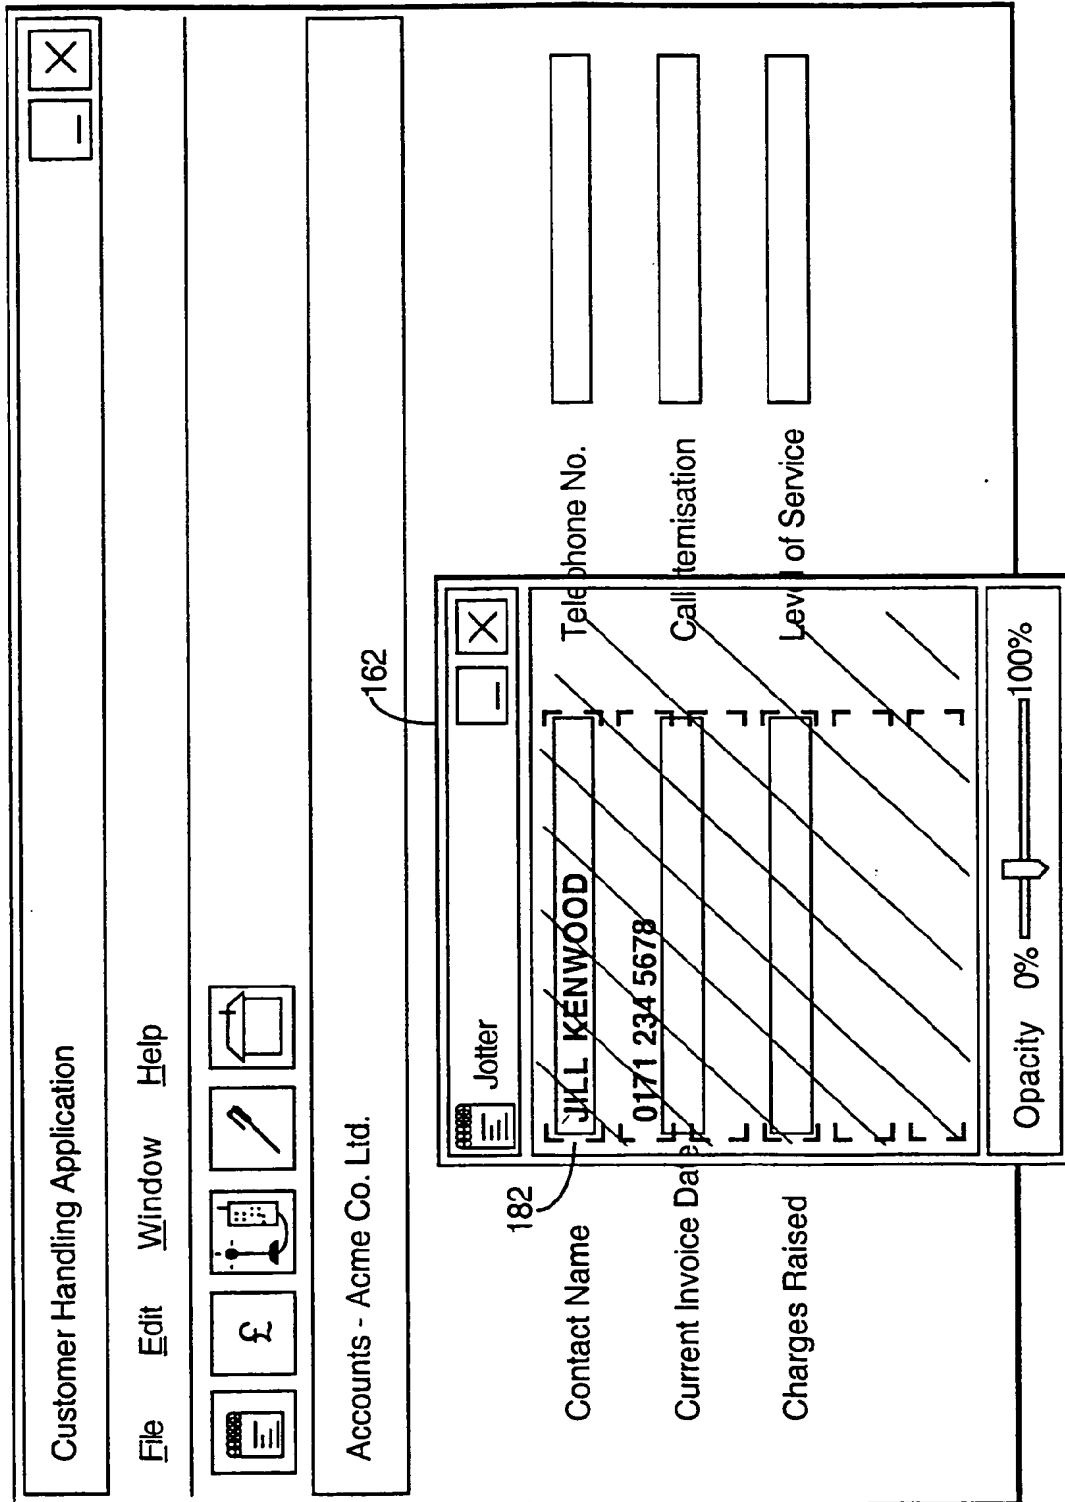 Customer Handling Application
File Edit Window Help
£
Accounts - Acme Co. Ltd.
162
Jotter
182
Contact Name JILL KENWOOD Telephone No.
0171 234 5678
Current Invoice Date Call Itemisation
Charges Raised Level of Service
Opacity 0% 100%